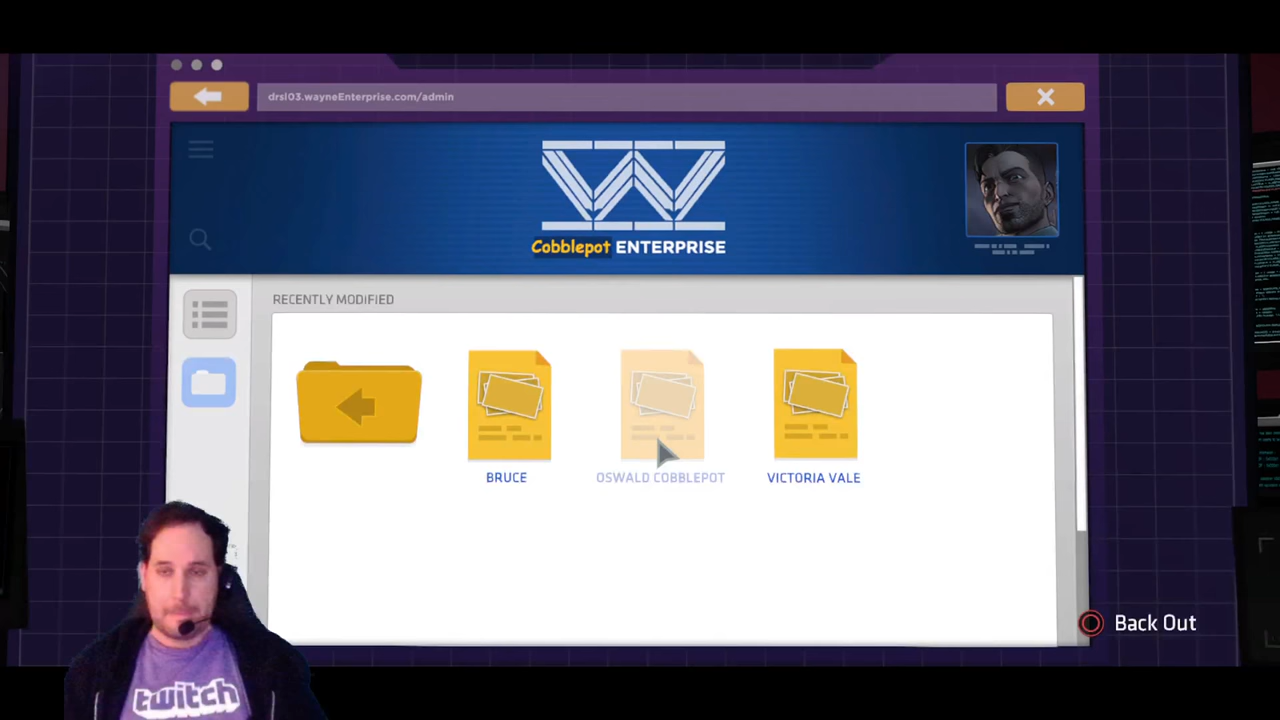 drsl03.wayneEnterprise.com/admin
Cobblepot ENTERPRISE
RECENTLY MODIFIED
BRUCE
OSWALD COBBLEPOT
VICTORIA VALE
Back Out
twitch